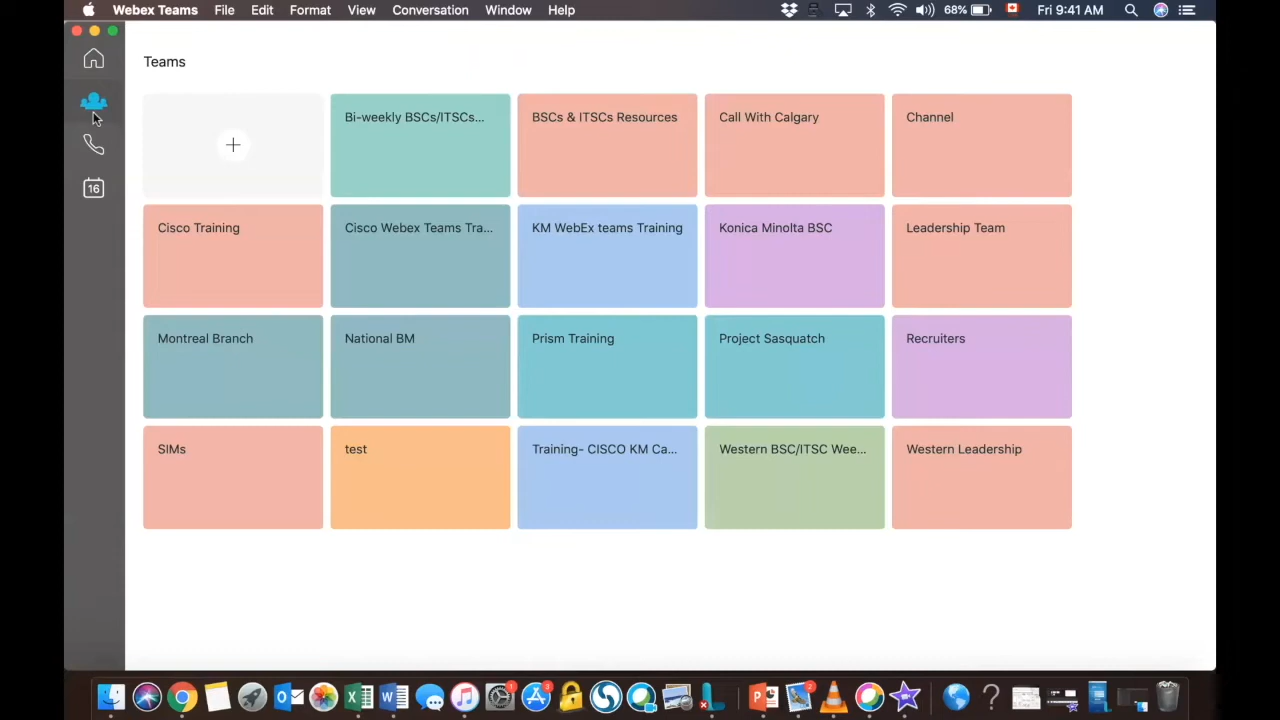 Webex Teams File Edit Format View Conversation Window Help 68% Fri 9:41 AM
Teams
Bi-weekly BSCs/ITSCs... BSCs & ITSCs Resources Call With Calgary Channel
16
Cisco Training Cisco Webex Teams Tra... KM WebEx teams Training Konica Minolta BSC Leadership Team
Montreal Branch National BM Prism Training Project Sasquatch Recruiters
SIMs test Training- CISCO KM Ca... Western BSC/ITSC Wee... Western Leadership